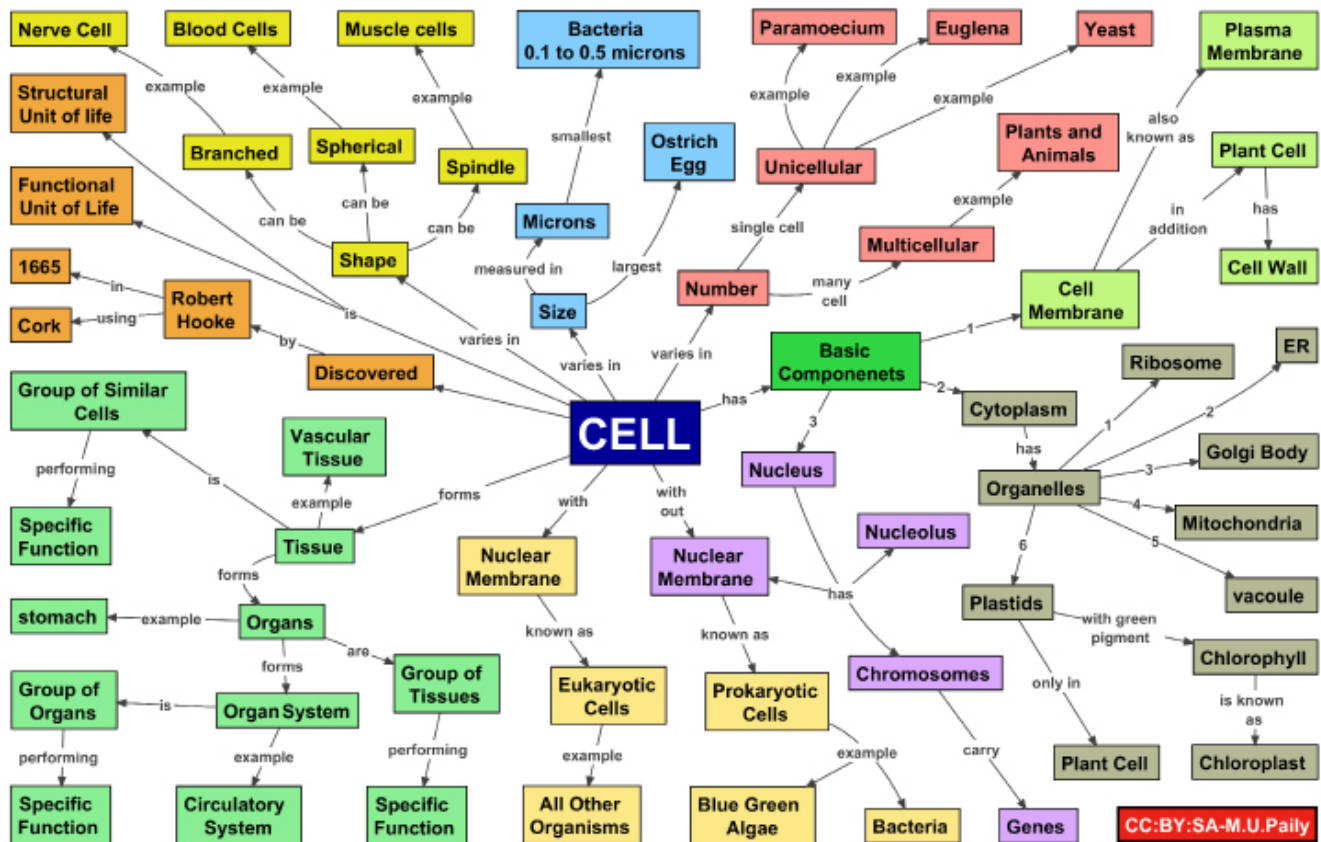 Nerve Cell
Blood Cells
Muscle cells
Bacteria
0.1 to 0.5 microns
Paramoecium
Euglena
Yeast
Plasma
Membrane
example
example
example
smallest
example
example
example
also
known as
Structural
Unit of life
Branched
Spherical
Spindle
Ostrich
Egg
Unicellular
Plants and
Animals
Plant Cell
Functional
Unit of Life
can be
can be
can be
Microns
single cell
example
in
addition
has
Shape
measured in
largest
Multicellular
Cell Wall
1665
in
Robert
Hooke
Cork
using
by
is
varies in
Size
varies in
Number
many
cell
varies in
Cell
Membrane
1
Basic
Componenets
has
2
3
Discovered
CELL
Ribosome
ER
Cytoplasm
has
1
2
Golgi Body
3
Organelles
4
Mitochondria
5
vacoule
6
Plastids
with green
pigment
Chlorophyll
is known
as
Chloroplast
only in
Plant Cell
Group of Similar
Cells
performing
Specific
Function
is
Vascular
Tissue
example
Tissue
forms
forms
stomach
example
Organs
forms
are
Group of
Tissues
performing
Specific
Function
Group of
Organs
is
Organ System
performing
Specific
Function
example
Circulatory
System
with
Nuclear
Membrane
known as
Eukaryotic
Cells
example
All Other
Organisms
with
out
Nuclear
Membrane
known as
Prokaryotic
Cells
example
Blue Green
Algae
Bacteria
Nucleus
Nucleolus
has
Chromosomes
carry
Genes
CC:BY:SA-M.U.Paily